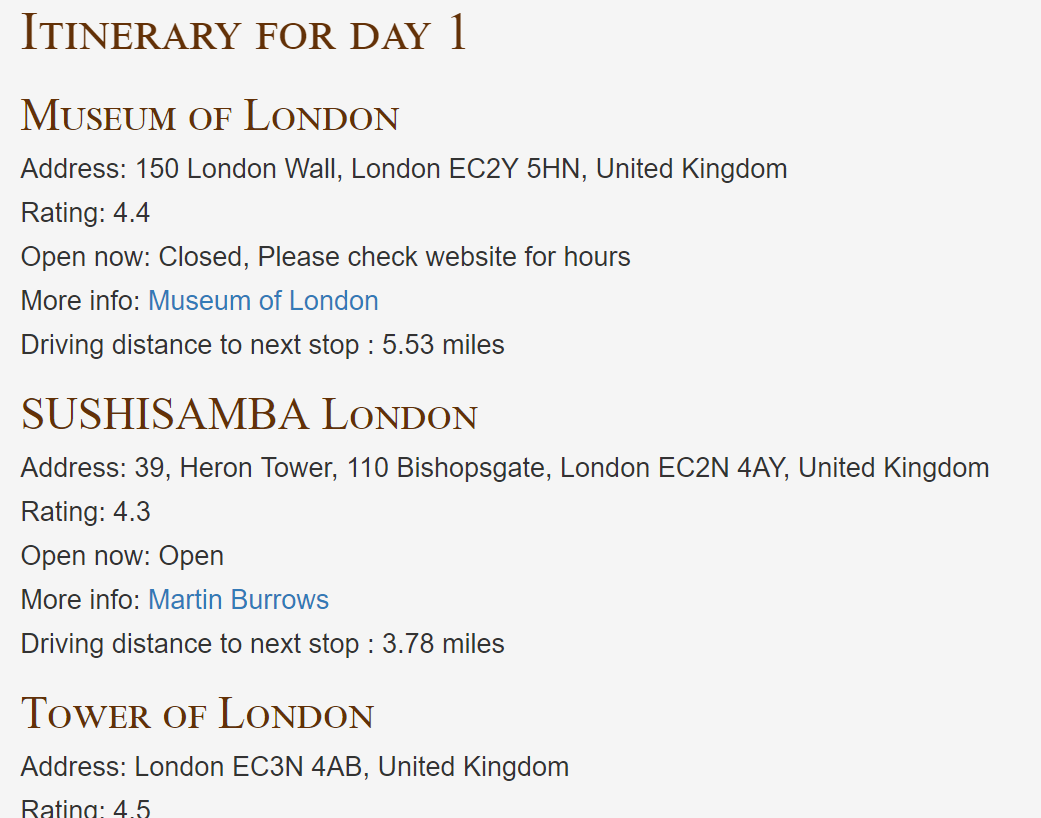 Itinerary for day 1
Museum of London
Address: 150 London Wall, London EC2Y 5HN, United Kingdom
Rating: 4.4
Open now: Closed, Please check website for hours
More info: Museum of London
Driving distance to next stop : 5.53 miles
SUSHISAMBA London
Address: 39, Heron Tower, 110 Bishopsgate, London EC2N 4AY, United Kingdom
Rating: 4.3
Open now: Open
More info: Martin Burrows
Driving distance to next stop : 3.78 miles
Tower of London
Address: London EC3N 4AB, United Kingdom
Rating: 4.5